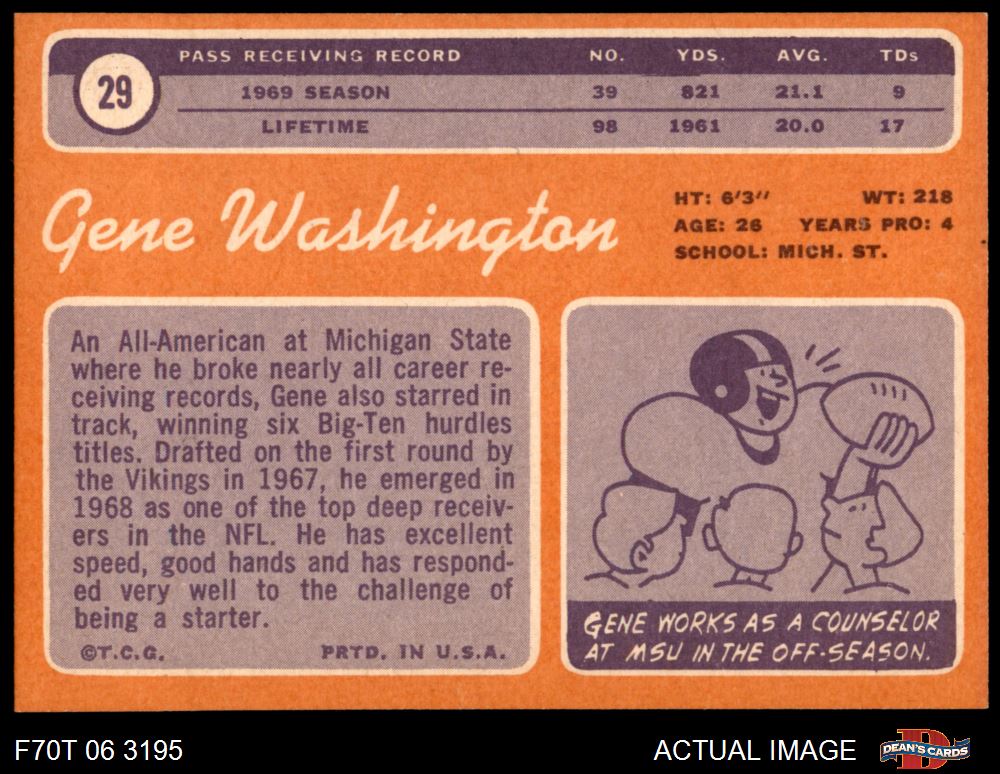 29
PASS RECEIVING RECORD NO. YDS. AVG. TDs
1969 SEASON 39 821 21.1 9
LIFETIME 98 1961 20.0 17
Gene Washington
HT: 6'3'' WT: 218
AGE: 26 YEARS PRO: 4
SCHOOL: MICH. ST.
An All-American at Michigan State
where he broke nearly all career re-
ceiving records, Gene also starred in
track, winning six Big-Ten hurdles
titles. Drafted on the first round by
the Vikings in 1967, he emerged in
1968 as one of the top deep receiv-
ers in the NFL. He has excellent
speed, good hands and has respond-
ed very well to the challenge of
being a starter.
©T.C.G. PRTD. IN U.S.A.
GENE WORKS AS A COUNSELOR
AT MSU IN THE OFF-SEASON.
F70T 06 3195 ACTUAL IMAGE
D
DEAN'S CARDS